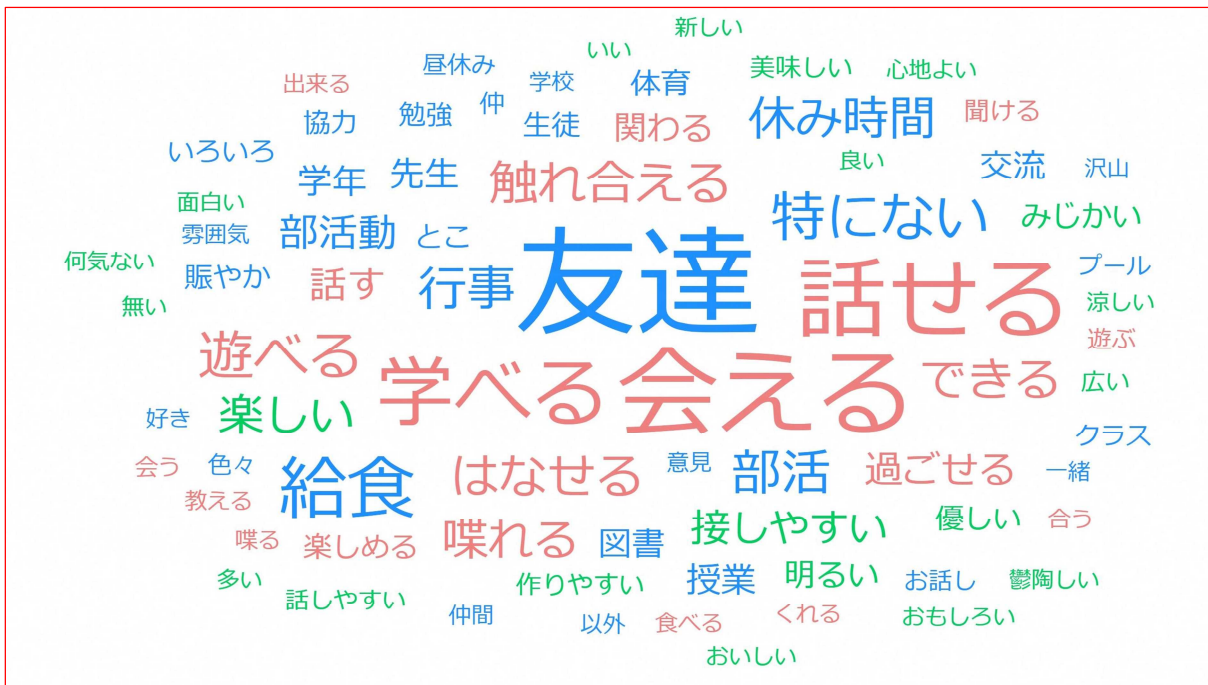 新しい
いい
昼休み 学校 体育 美味しい 心地よい
出来る
協力 勉強 仲 生徒 関わる 休み時間 聞ける
いろいろ 学年 先生 触れ合える 良い 交流 沢山
面白い
雰囲気 部活動 とこ 特にない みじかい
何気ない 賑やか 話す 行事 友達 話せる プール
無い 涼しい
遊べる 学べる 会える できる 遊ぶ
広い
好き 楽しい クラス
会う 色々 給食 はなせる 意見 部活 過ごせる 一緒
教える
喋る 楽しめる 喋れる 図書 接しやすい 優しい 合う
多い 話しやすい 作りやすい 授業 明るい お話し 鬱陶しい
仲間 以外 食べる くれる おもしろい
おいしい